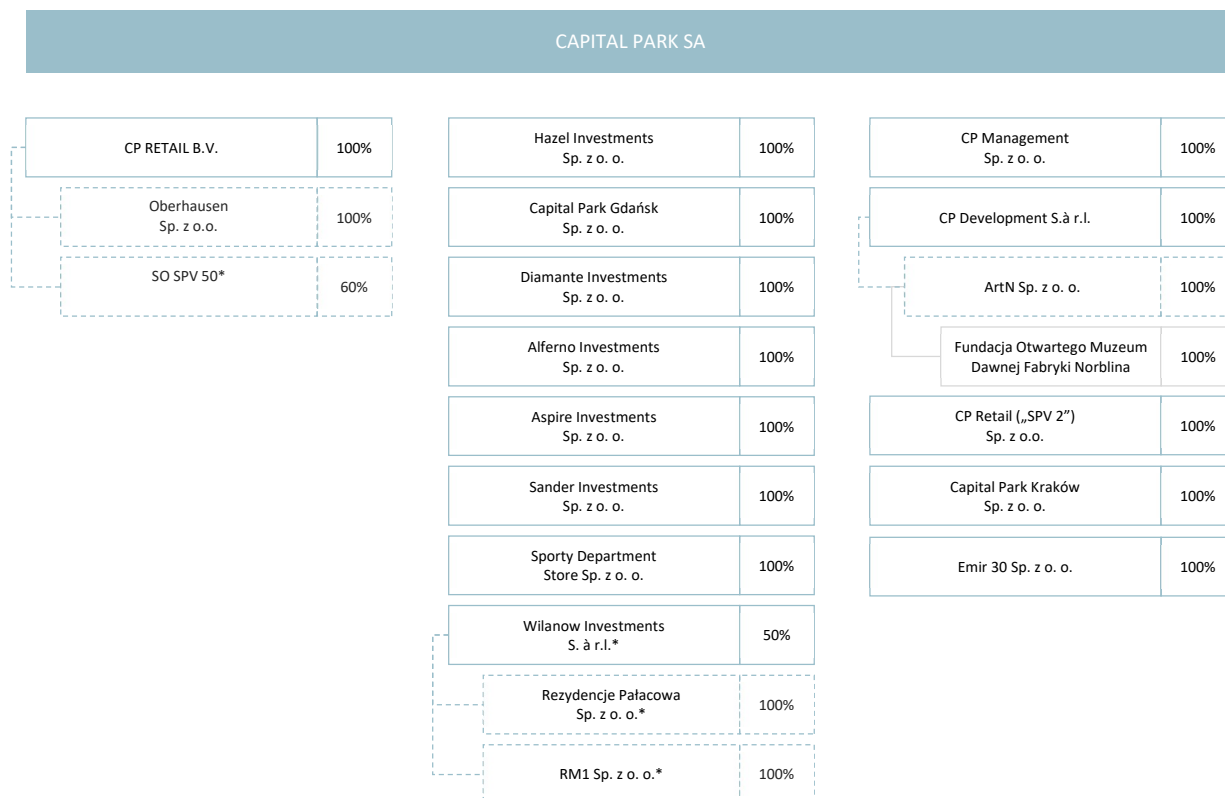 CAPITAL PARK SA
CP RETAIL B.V.
100%
Oberhausen
Sp. z o.o.
100%
SO SPV 50*
60%
Hazel Investments
Sp. z o. o.
100%
Capital Park Gdańsk
Sp. z o. o.
100%
Diamante Investments
Sp. z o. o.
100%
Alferno Investments
Sp. z o. o.
100%
Aspire Investments
Sp. z o. o.
100%
Sander Investments
Sp. z o. o.
100%
Sporty Department
Store Sp. z o. o.
100%
Wilanow Investments
S. à r.l.*
50%
Rezydencje Pałacowa
Sp. z o. o.*
100%
RM1 Sp. z o. o.*
100%
CP Management
Sp. z o. o.
100%
CP Development S.à r.l.
100%
ArtN Sp. z o. o.
100%
Fundacja Otwartego Muzeum
Dawnej Fabryki Norblina
100%
CP Retail („SPV 2”)
Sp. z o.o.
100%
Capital Park Kraków
Sp. z o. o.
100%
Emir 30 Sp. z o. o.
100%